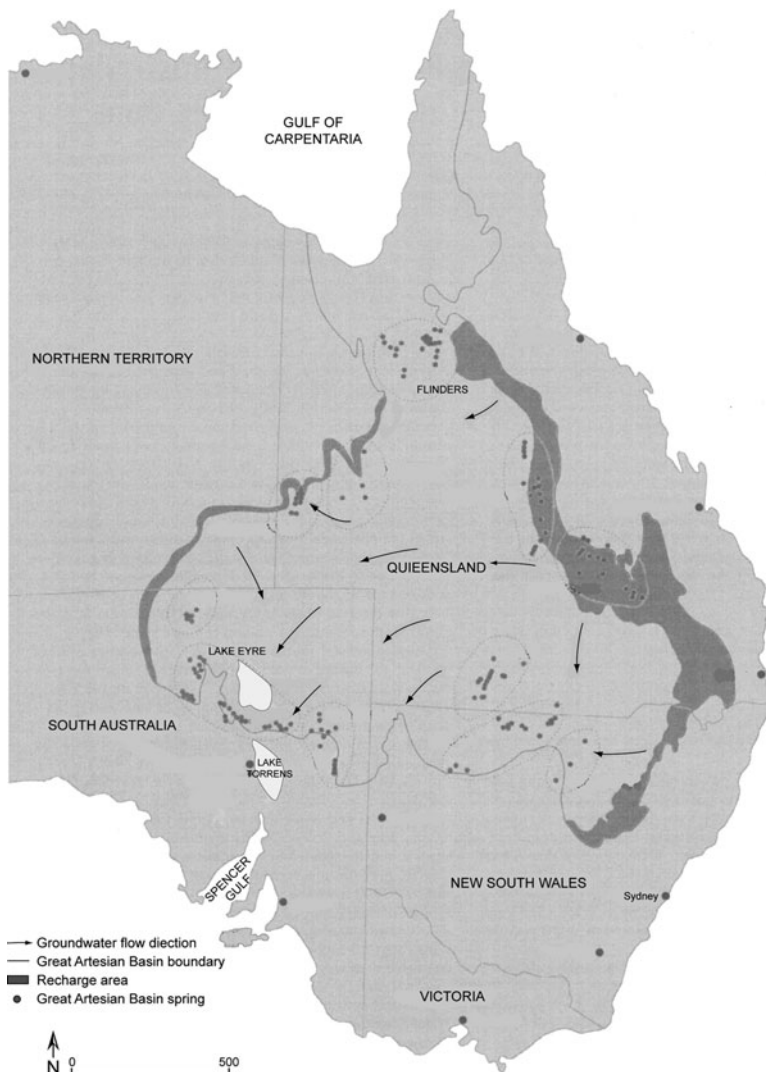 GULF OF
CARPENTARIA
NORTHERN TERRITORY
FLINDERS
QUIEENSLAND
LAKE EYRE
SOUTH AUSTRALIA
LAKE
TORRENS
SPENCER
GULF
NEW SOUTH WALES
Sydney
VICTORIA
Groundwater flow diection
Great Artesian Basin boundary
Recharge area
Great Artesian Basin spring
N
0
500